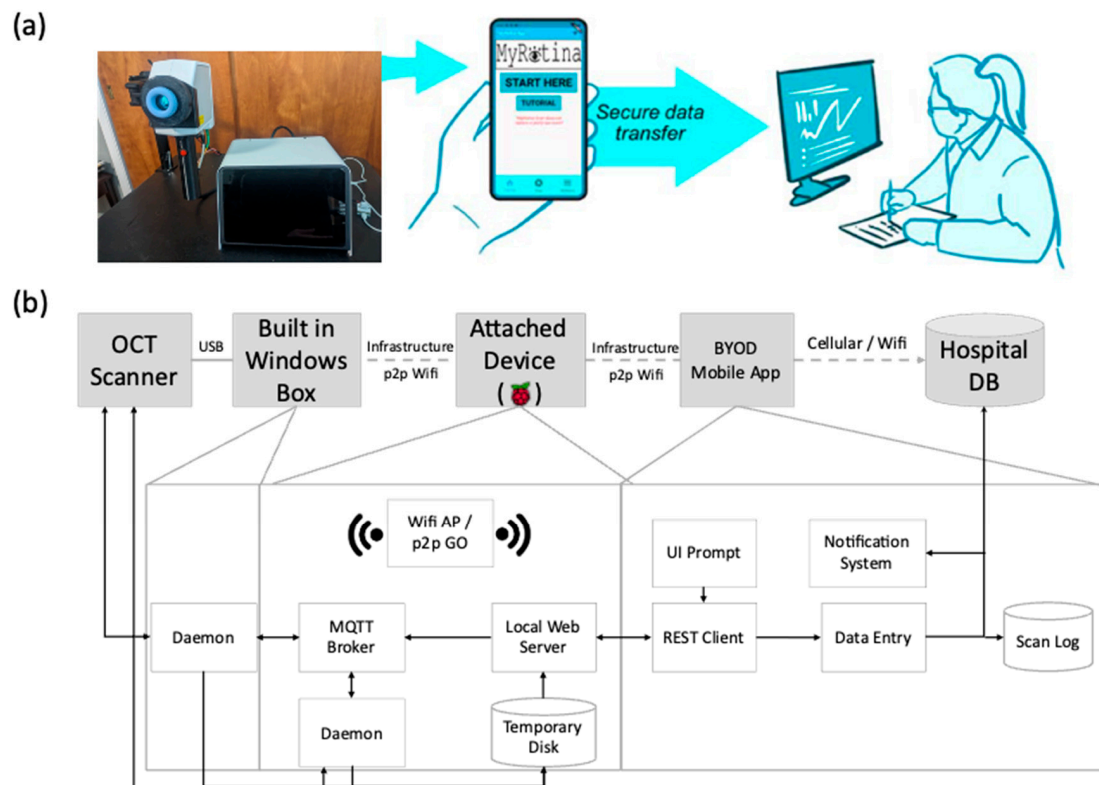 (a)
MyRetina
START HERE
TUTORIAL
Secure data
transfer
(b)
OCT
Scanner
USB
Built in
Windows
Box
Infrastructure
p2p Wifi
Attached
Device
( )
Infrastructure
p2p Wifi
BYOD
Mobile App
Cellular / Wifi
Hospital
DB
Wifi AP /
p2p GO
UI Prompt
Notification
System
Daemon
MQTT
Broker
Local Web
Server
REST Client
Data Entry
Scan Log
Daemon
Temporary
Disk